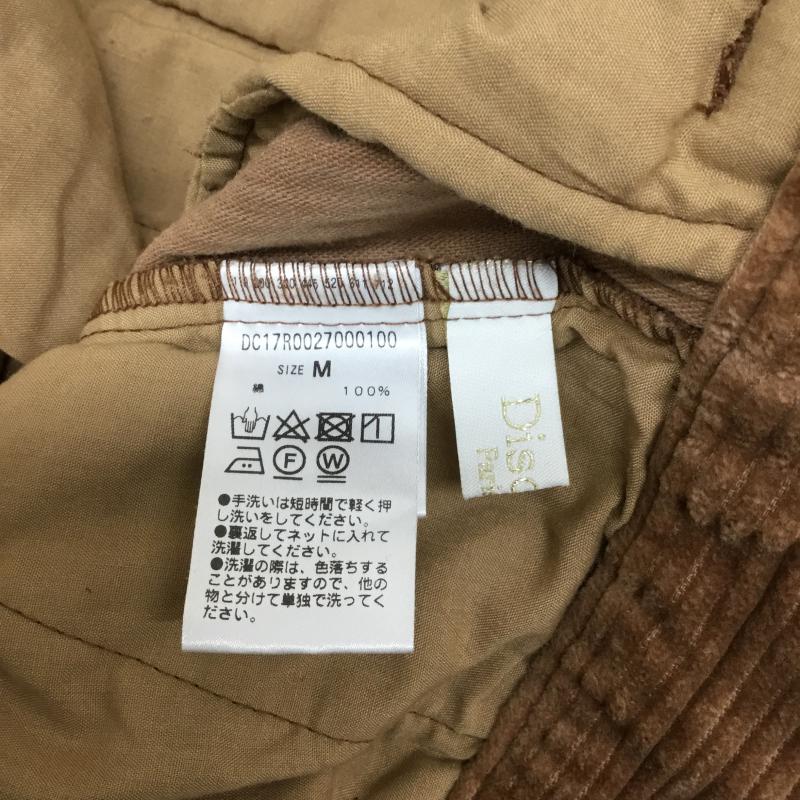 DC17R0027000100
SIZE M
綿 100%
F W
●手洗いは短時間で軽く押
し洗いをしてください。
●裏返してネットに入れて
洗濯してください。
●洗濯の際は、色落ちする
ことがありますので、他の
物と分けて単独で洗ってく
ださい。